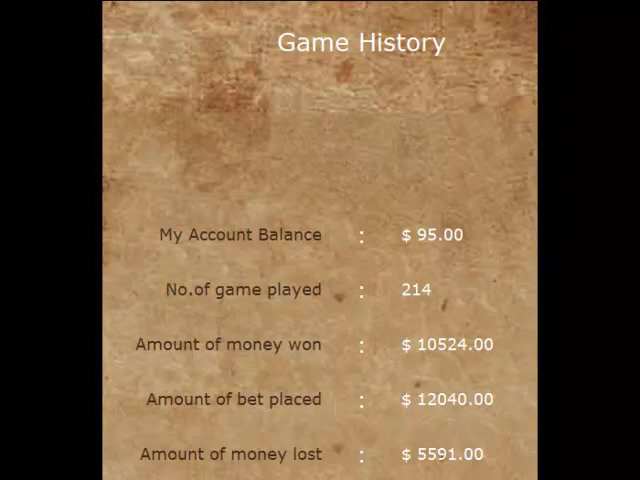 Game History
My Account Balance : $ 95.00
No.of game played : 214
Amount of money won : $ 10524.00
Amount of bet placed : $ 12040.00
Amount of money lost : $ 5591.00